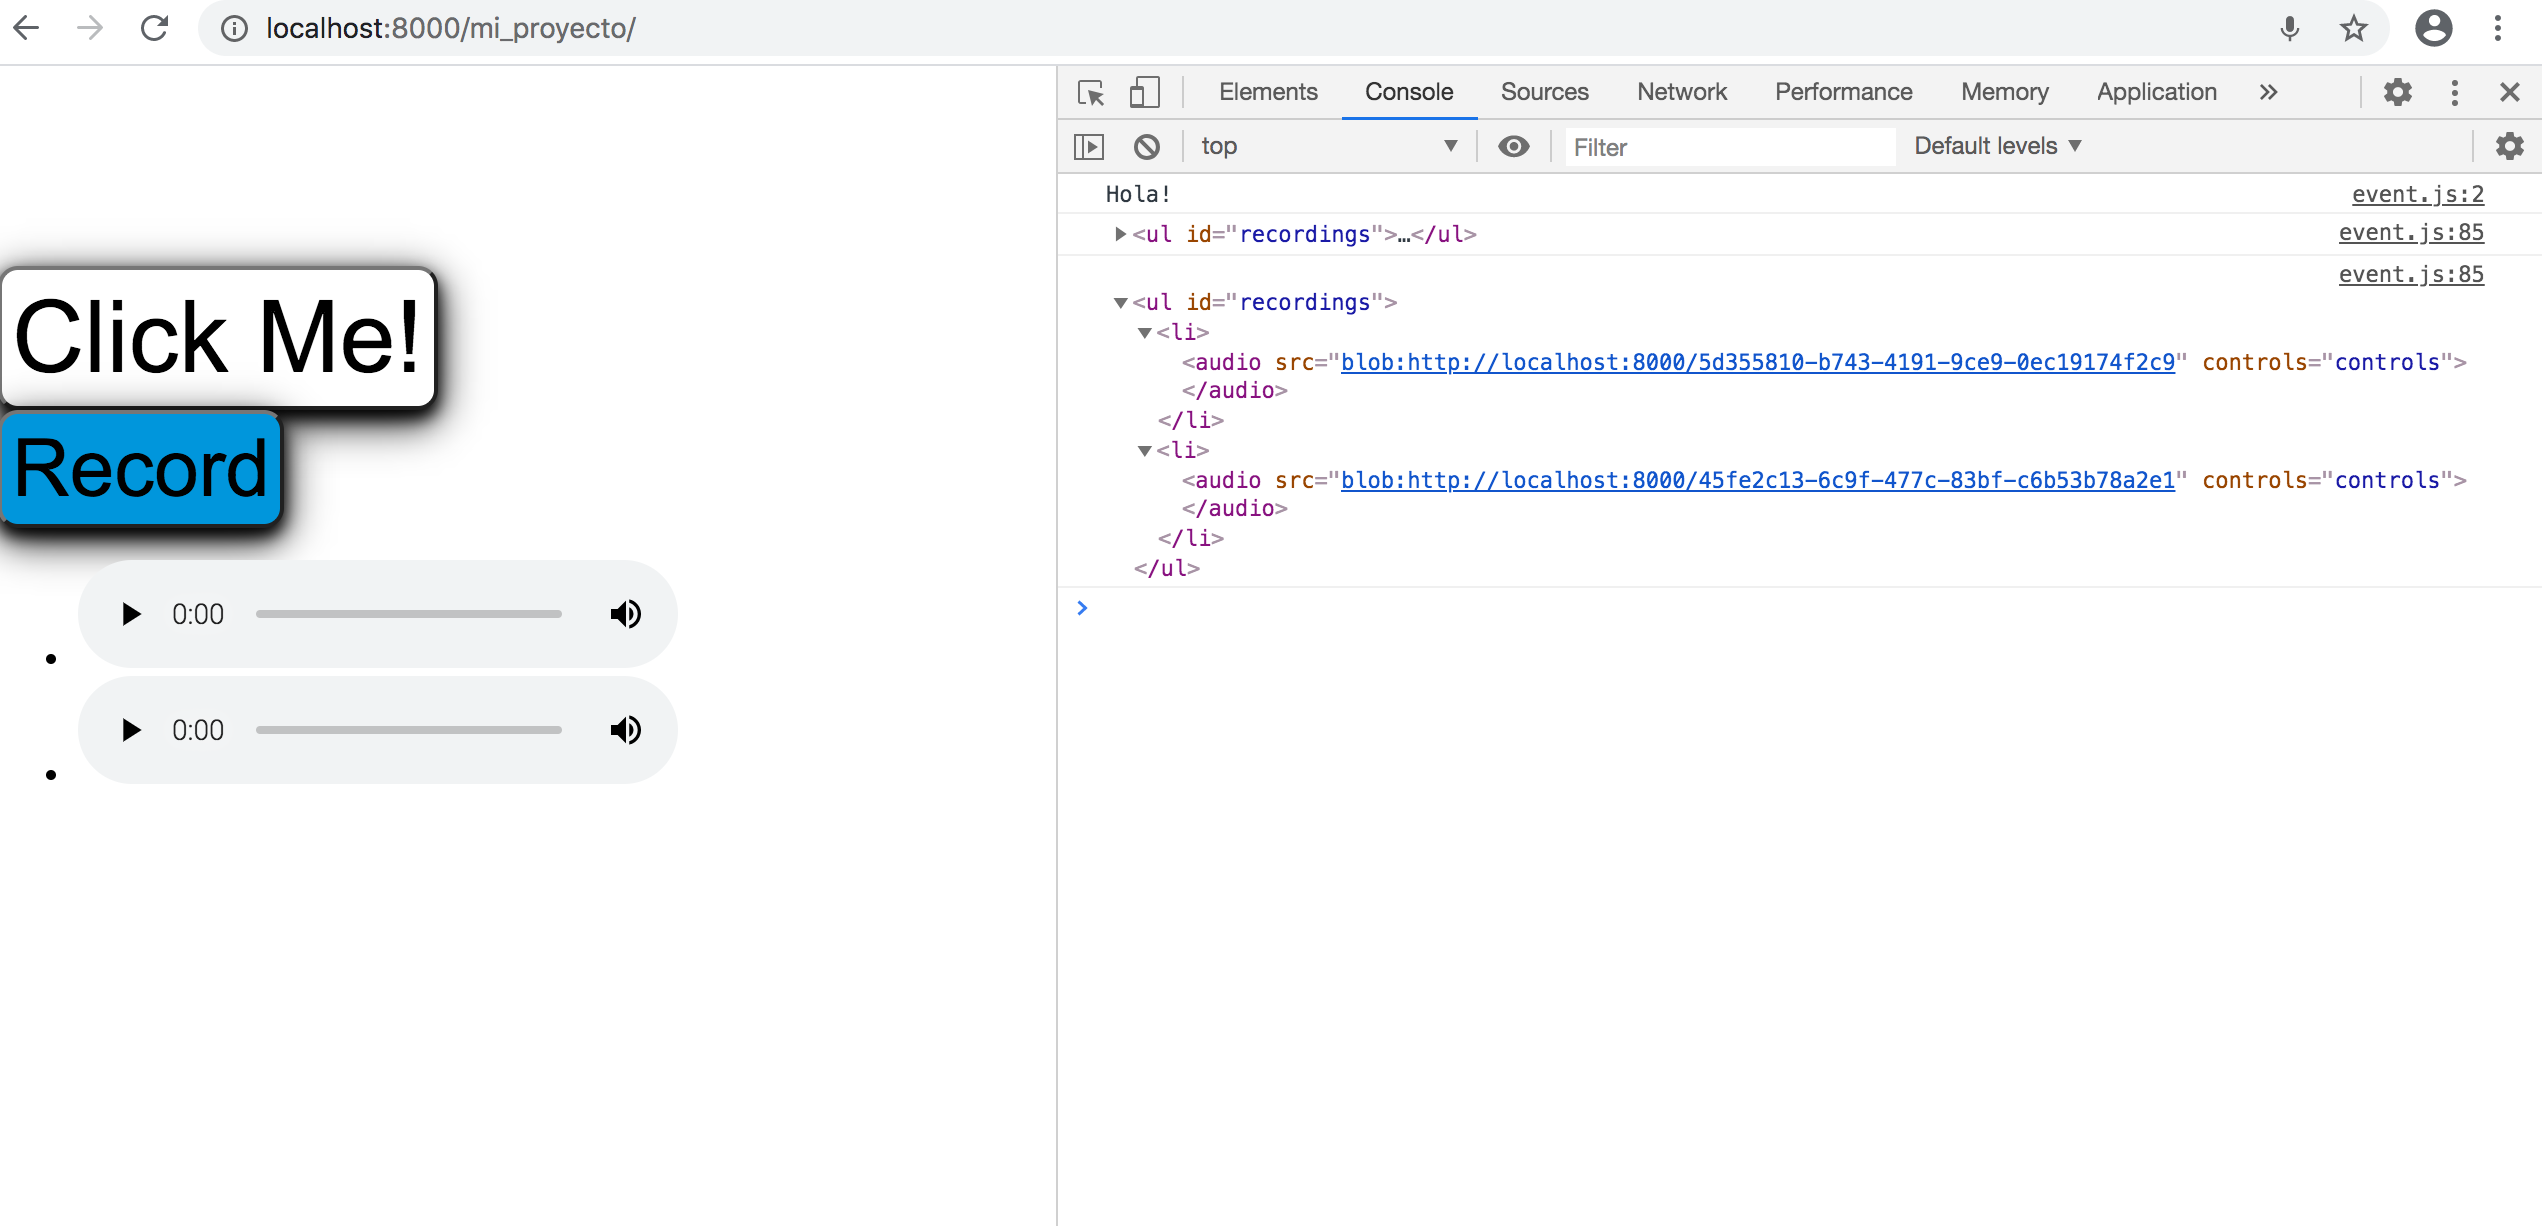 localhost:8000/mi_proyecto/
Elements Console Sources Network Performance Memory Application »
top ▼ Filter Default levels ▼
Click Me!
Record
0:00
0:00
Hola! event.js:2
<ul id="recordings">…</ul> event.js:85
event.js:85
<ul id="recordings">
<li>
<audio src="blob:http://localhost:8000/5d355810-b743-4191-9ce9-0ec19174f2c9" controls="controls">
</audio>
</li>
<li>
<audio src="blob:http://localhost:8000/45fe2c13-6c9f-477c-83bf-c6b53b78a2e1" controls="controls">
</audio>
</li>
</ul>